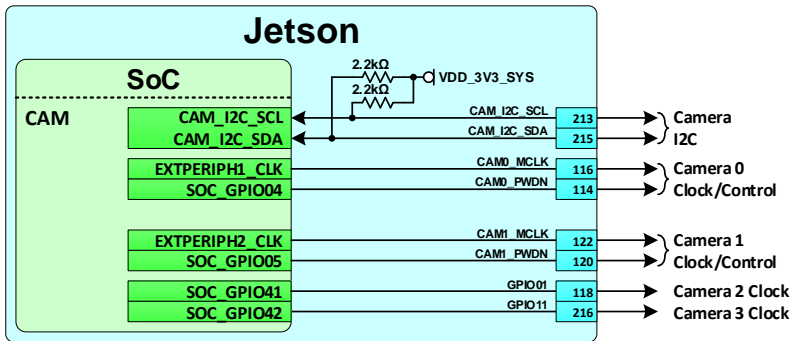 Jetson
SoC
2.2kΩ
VDD_3V3_SYS
2.2kΩ
CAM
CAM_I2C_SCL CAM_I2C_SCL 213 Camera
CAM_I2C_SDA CAM_I2C_SDA 215 I2C
EXTPERIPH1_CLK CAM0_MCLK 116 Camera 0
SOC_GPIO04 CAM0_PWDN 114 Clock/Control
EXTPERIPH2_CLK CAM1_MCLK 122 Camera 1
SOC_GPIO05 CAM1_PWDN 120 Clock/Control
SOC_GPIO41 GPIO01 118 Camera 2 Clock
SOC_GPIO42 GPIO11 216 Camera 3 Clock